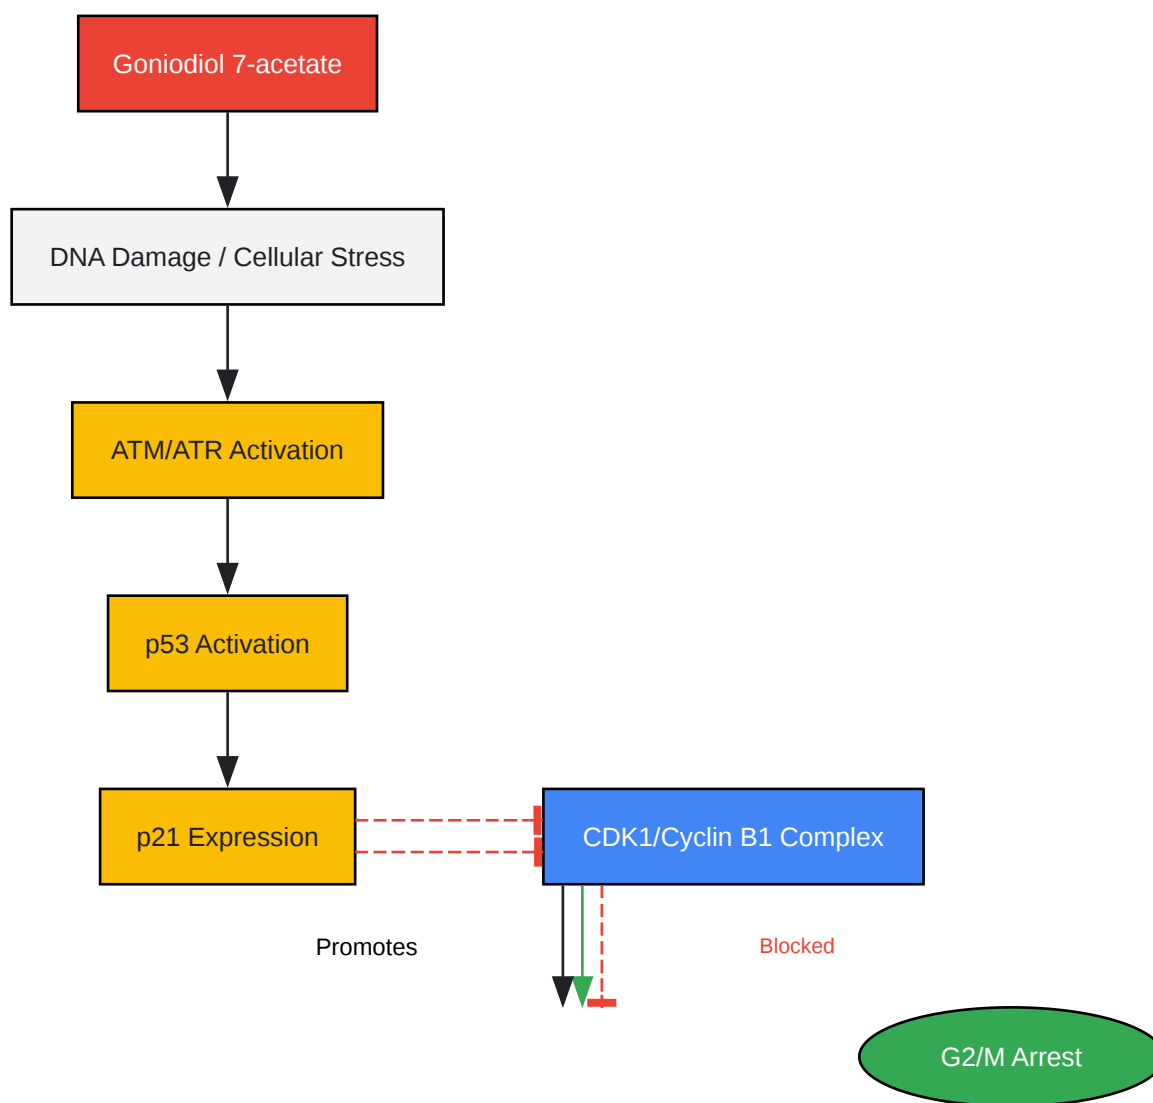 Goniodiol 7-acetate
DNA Damage / Cellular Stress
ATM/ATR Activation
p53 Activation
p21 Expression
CDK1/Cyclin B1 Complex
Promotes
Blocked
G2/M Arrest